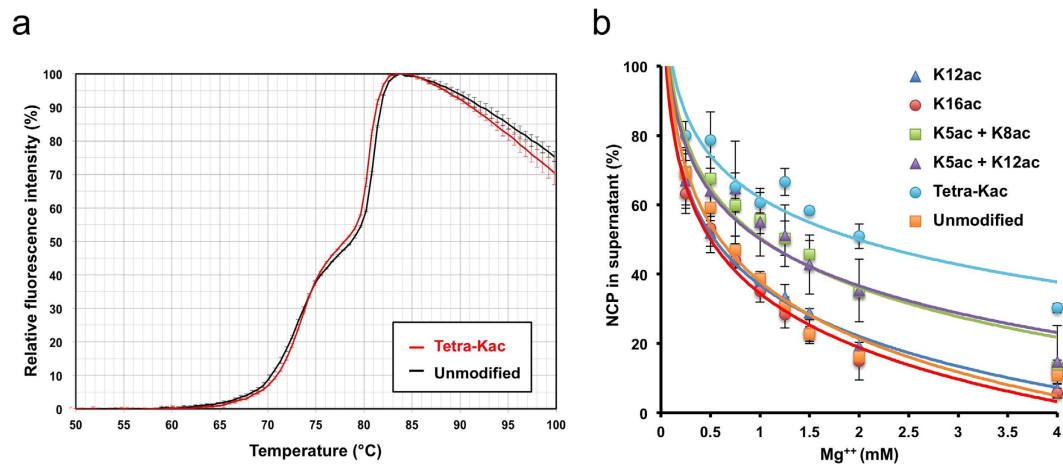 a
Relative fluorescence intensity (%)
100
90
80
70
60
50
40
30
20
10
0
50 55 60 65 70 75 80 85 90 95 100
Temperature (°C)
Tetra-Kac
Unmodified
b
NCP in supernatant (%)
100
80
60
40
20
0
0 0.5 1 1.5 2 2.5 3 3.5 4
Mg⁺⁺ (mM)
K12ac
K16ac
K5ac + K8ac
K5ac + K12ac
Tetra-Kac
Unmodified